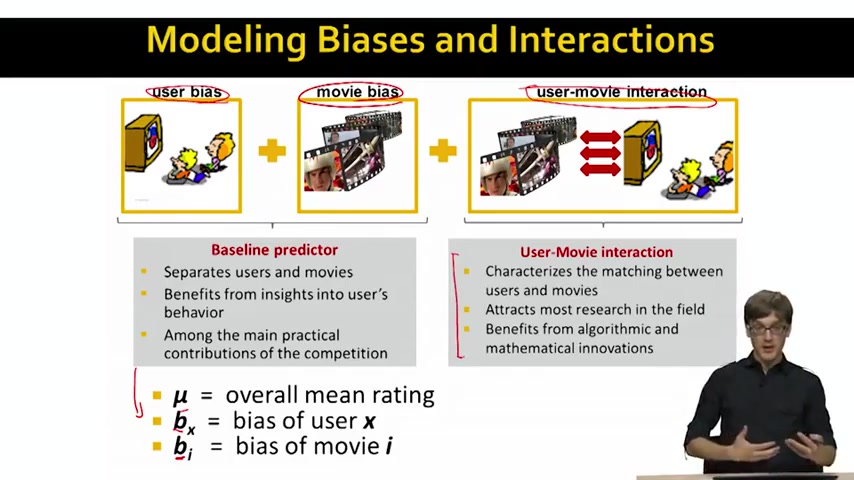 Modeling Biases and Interactions
user bias
movie bias
user-movie interaction
Baseline predictor
▪ Separates users and movies
▪ Benefits from insights into user's
behavior
▪ Among the main practical
contributions of the competition
User-Movie interaction
▪ Characterizes the matching between
users and movies
▪ Attracts most research in the field
▪ Benefits from algorithmic and
mathematical innovations
▪ μ = overall mean rating
▪ bx = bias of user x
▪ bi = bias of movie i